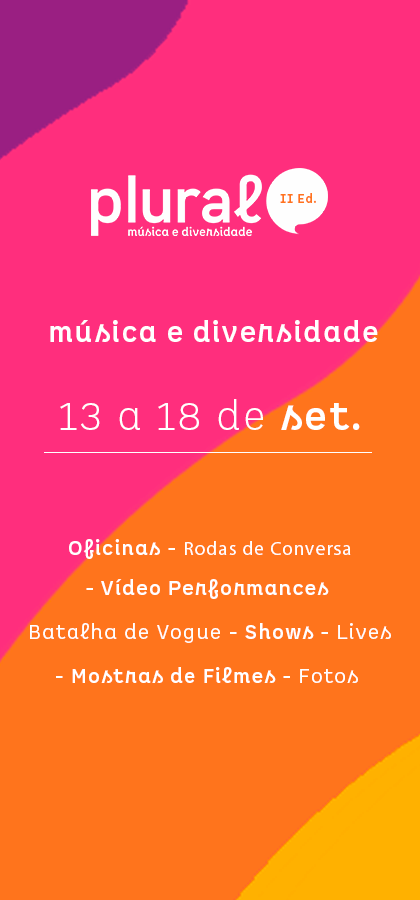 plural
II Ed.
música e diversidade
música e diversidade
13 a 18 de set.
Oficinas - Rodas de Conversa
- Vídeo Performances
Batalha de Vogue - Shows - Lives
- Mostras de Filmes - Fotos